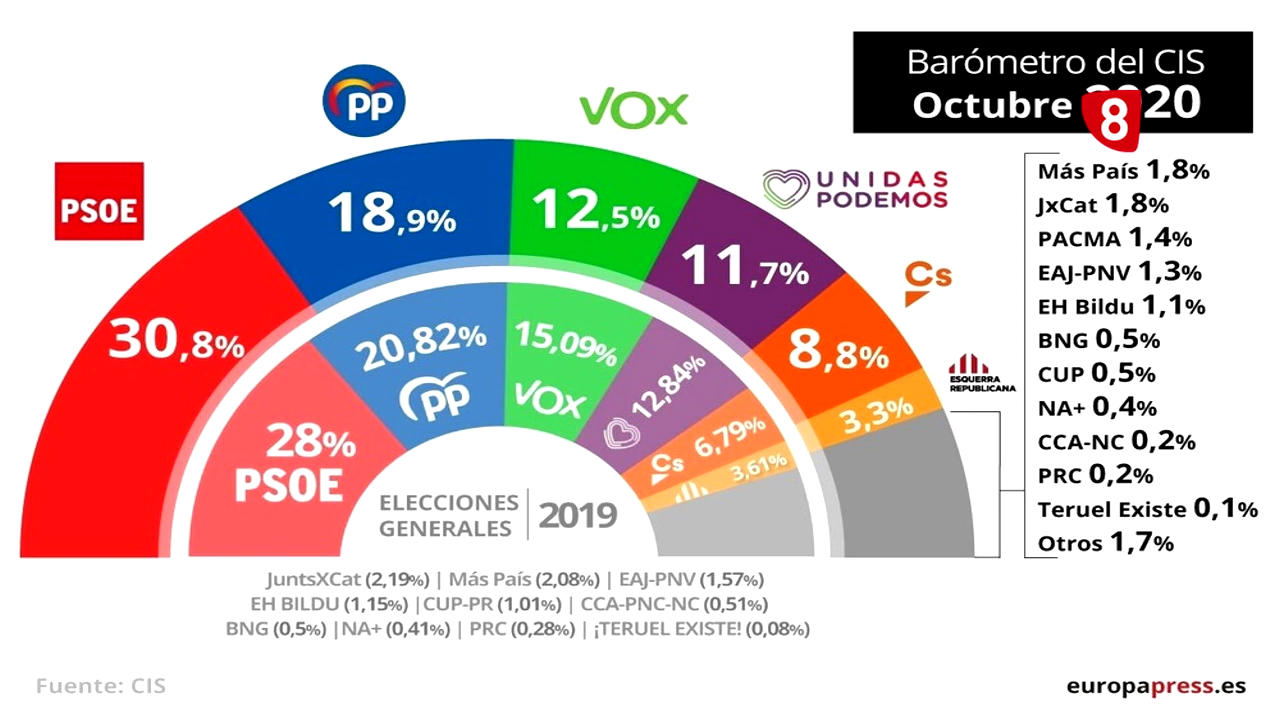 Barómetro del CIS
Octubre 20
8
PP
VOX
PSOE
UNIDAS
PODEMOS
Cs
ESQUERRA
REPUBLICANA
30,8%
18,9%
12,5%
11,7%
8,8%
3,3%
28%
PSOE
20,82%
PP
15,09%
VOX
12,84%
6,79%
Cs
3,61%
ELECCIONES
GENERALES
2019
Más País 1,8%
JxCat 1,8%
PACMA 1,4%
EAJ-PNV 1,3%
EH Bildu 1,1%
BNG 0,5%
CUP 0,5%
NA+ 0,4%
CCA-NC 0,2%
PRC 0,2%
Teruel Existe 0,1%
Otros 1,7%
JuntsXCat (2,19%) | Más País (2,08%) | EAJ-PNV (1,57%)
EH BILDU (1,15%) |CUP-PR (1,01%) | CCA-PNC-NC (0,51%)
BNG (0,5%) |NA+ (0,41%) | PRC (0,28%) | ¡TERUEL EXISTE! (0,08%)
Fuente: CIS
europapress.es